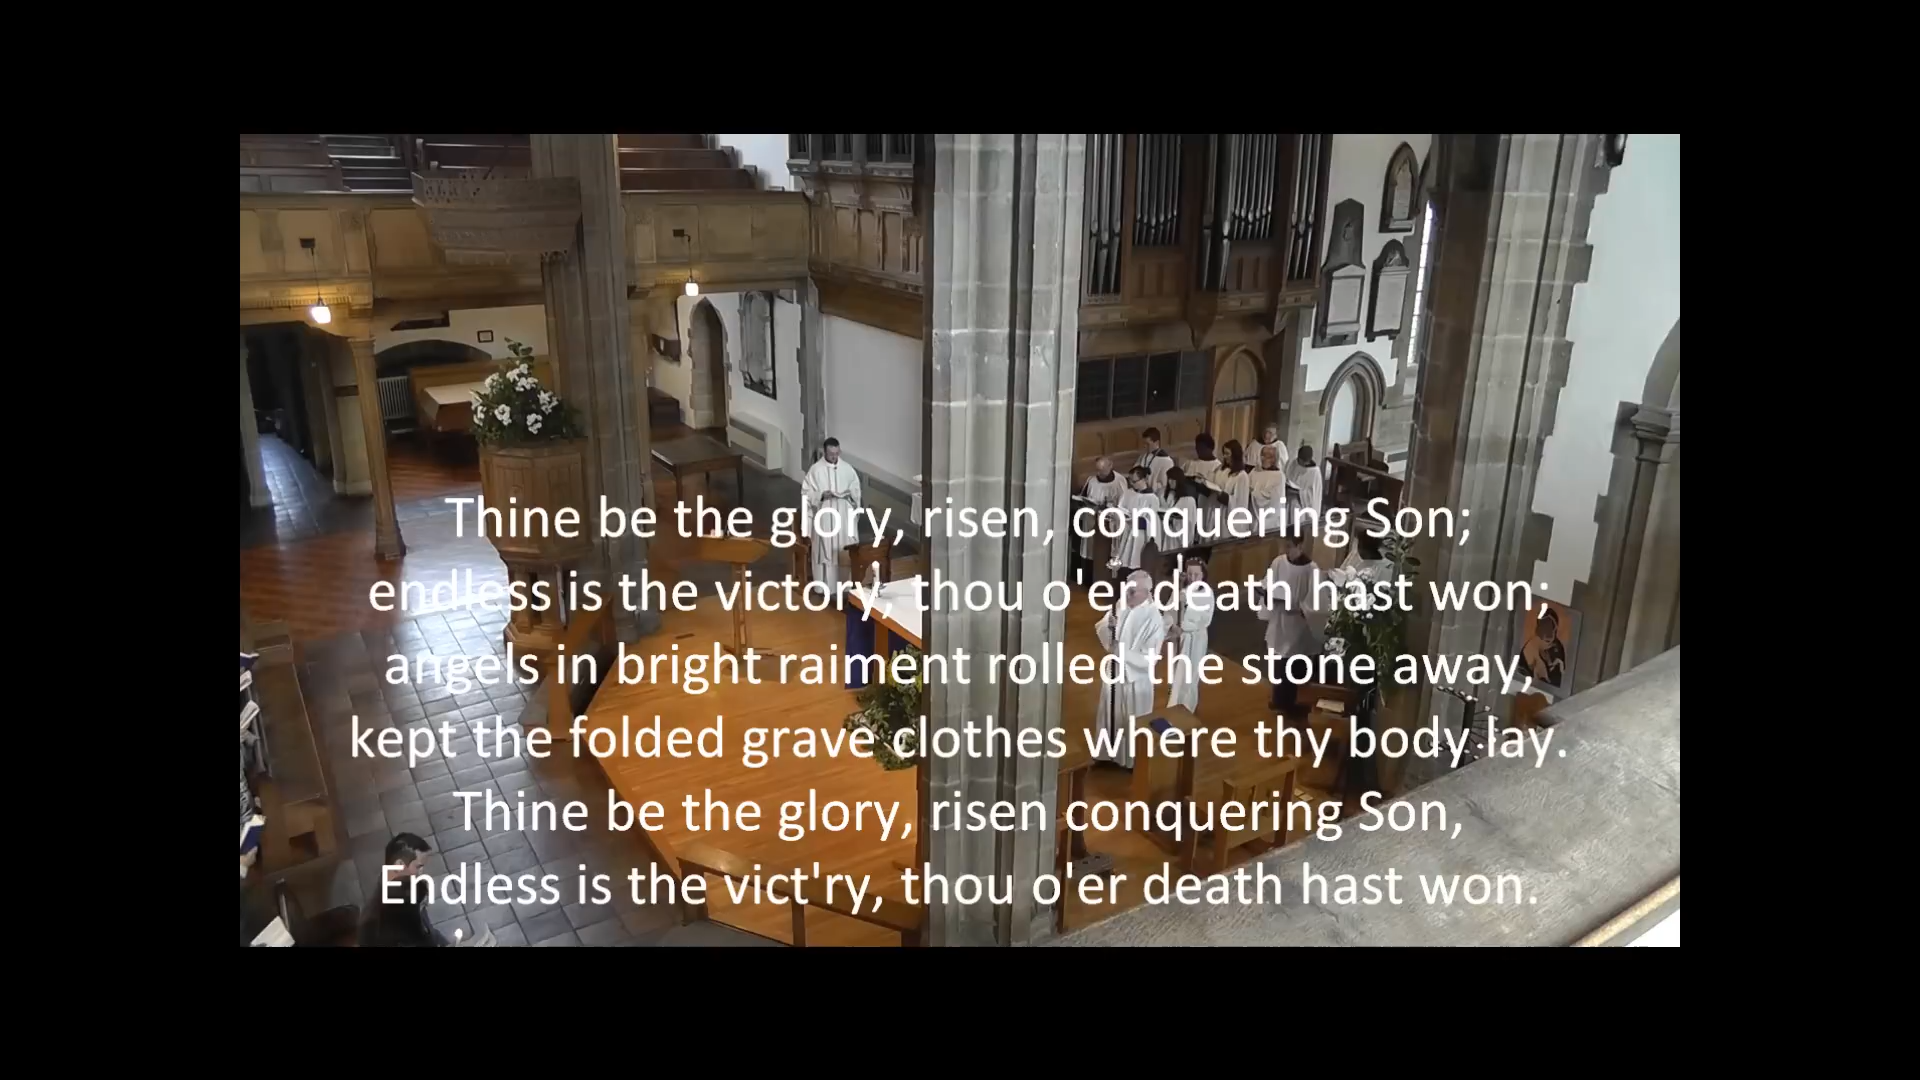 Thine be the glory, risen, conquering Son;
endless is the victory, thou o'er death hast won;
angels in bright raiment rolled the stone away,
kept the folded grave clothes where thy body lay.
Thine be the glory, risen conquering Son,
Endless is the vict'ry, thou o'er death hast won.